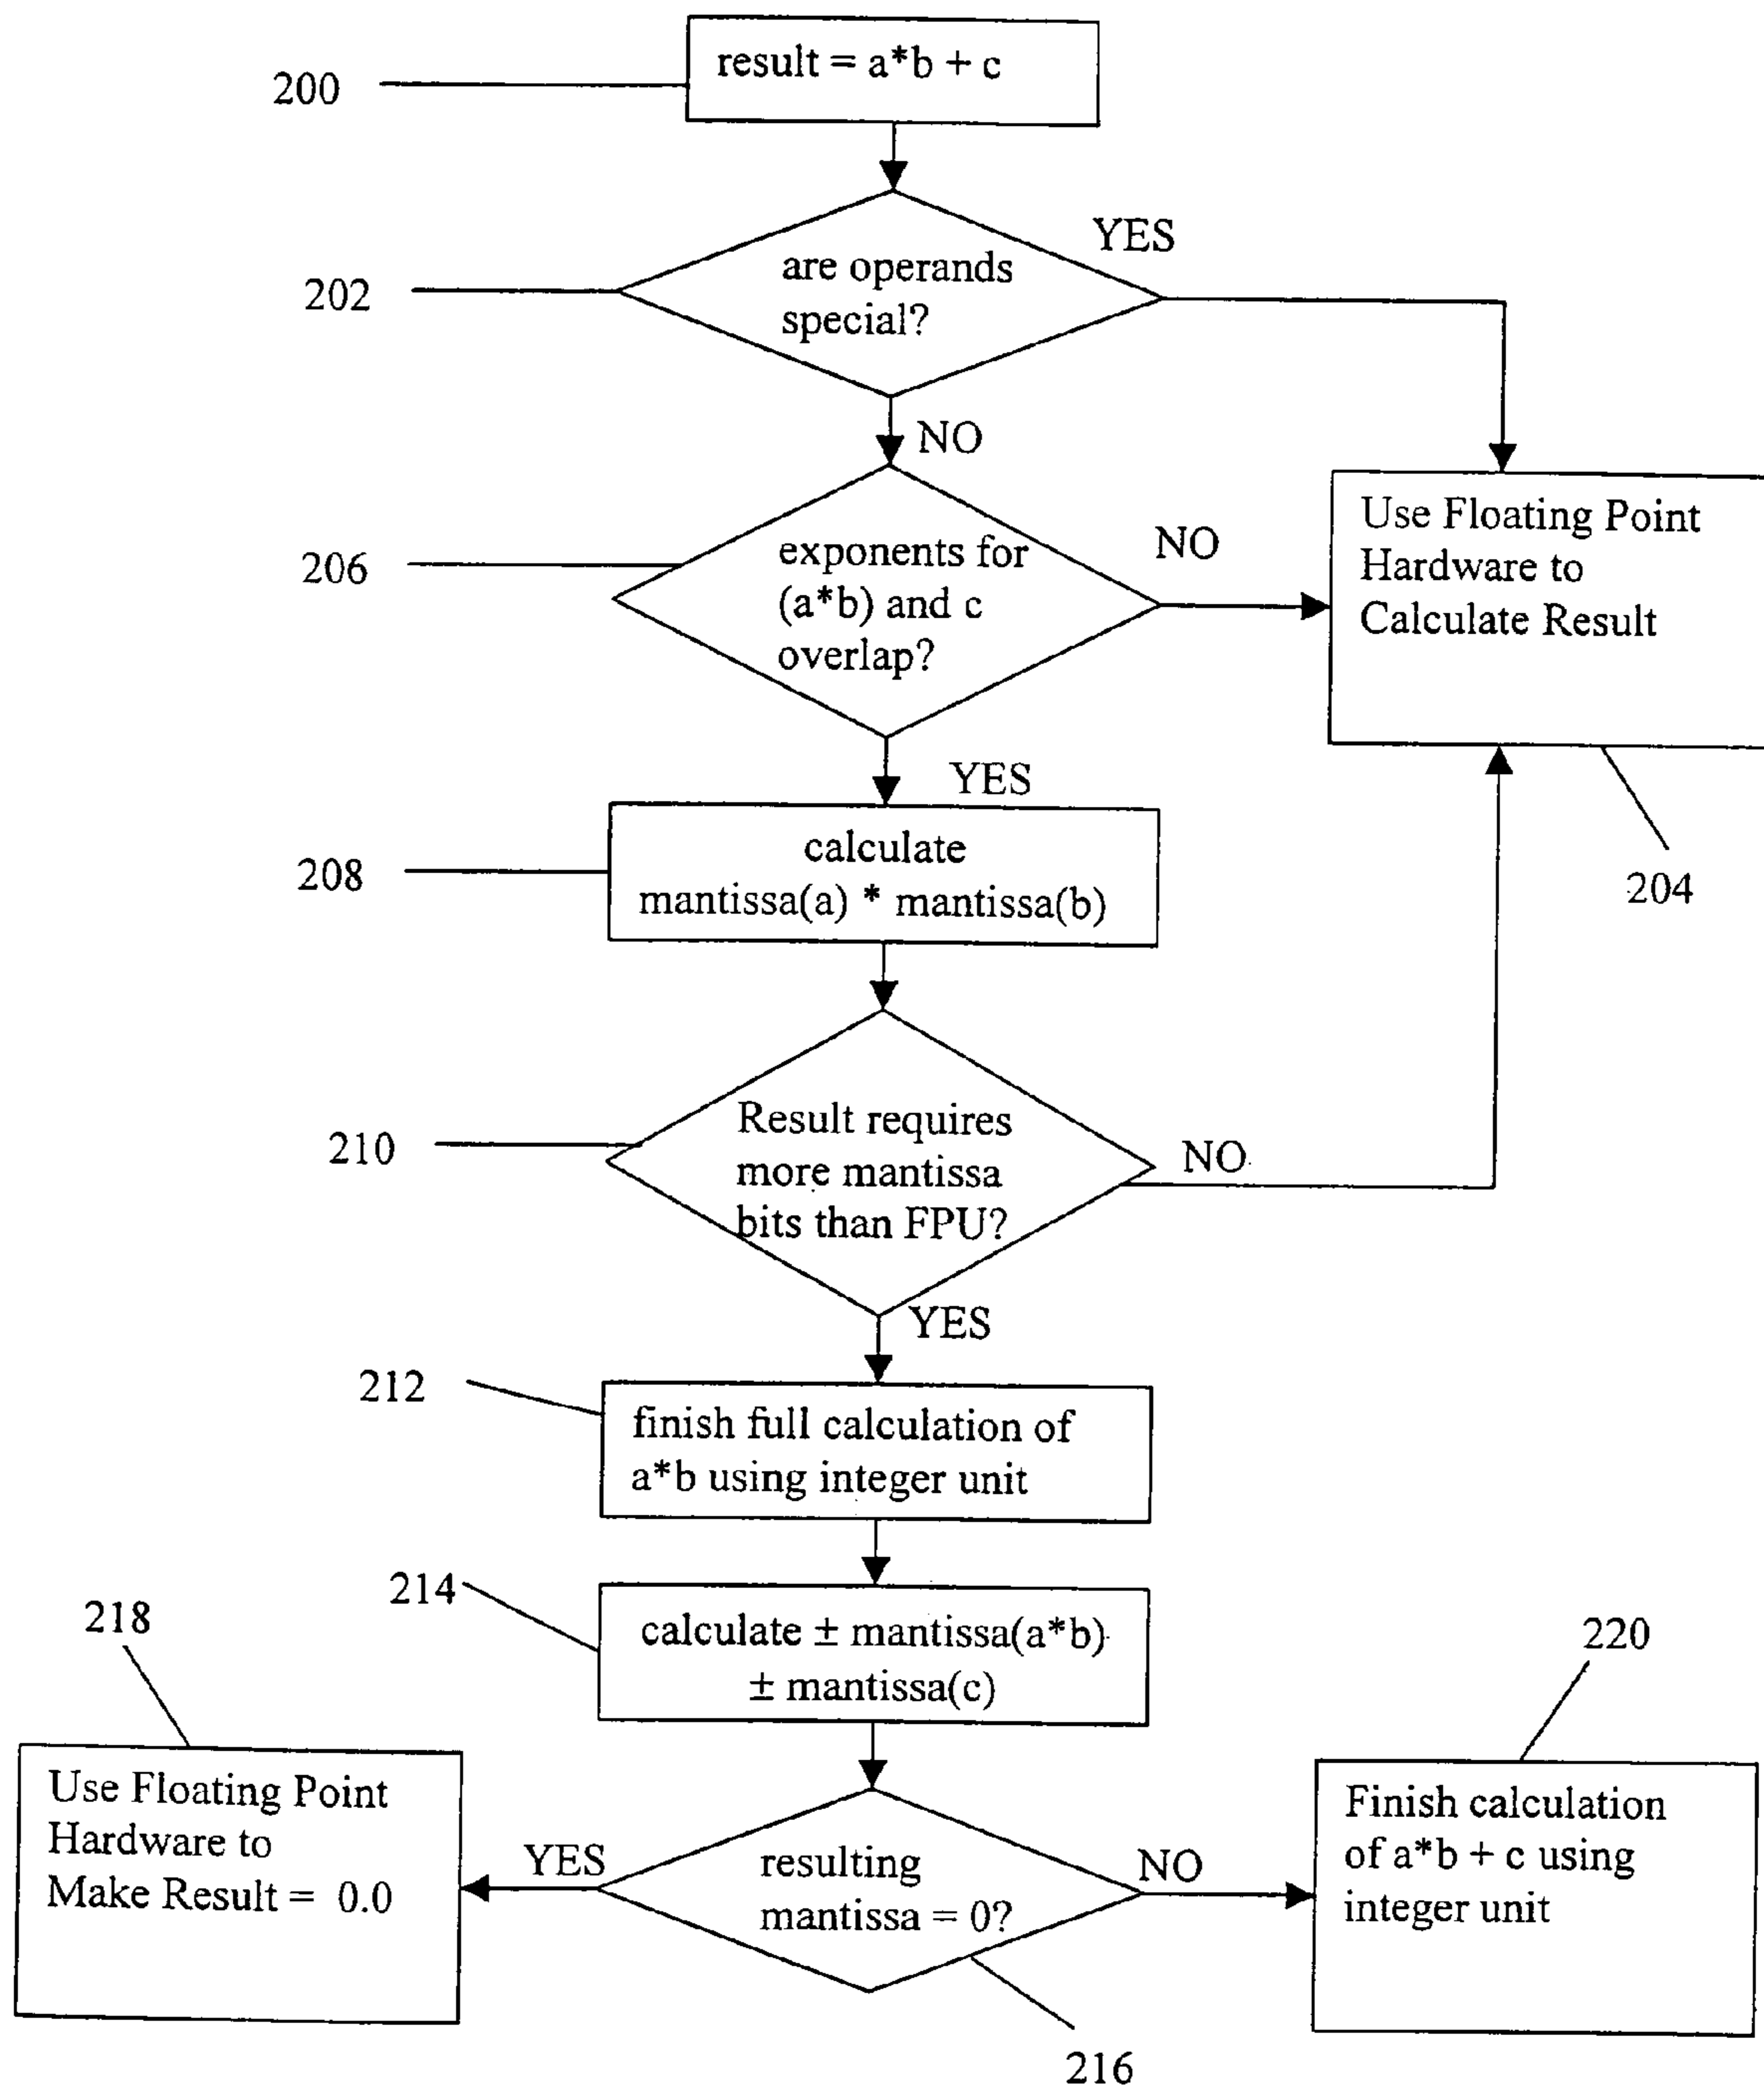 result = a*b + c
200
YES
are operands
special?
202
NO
Use Floating Point
Hardware to
Calculate Result
NO
exponents for
(a*b) and c
overlap?
206
YES
calculate
mantissa(a) * mantissa(b)
208
204
Result requires
more mantissa
bits than FPU?
210
NO
YES
212
finish full calculation of
a*b using integer unit
214
calculate ± mantissa(a*b)
± mantissa(c)
218
220
Use Floating Point
Hardware to
Make Result = 0.0
YES
resulting
mantissa = 0?
NO
Finish calculation
of a*b + c using
integer unit
216